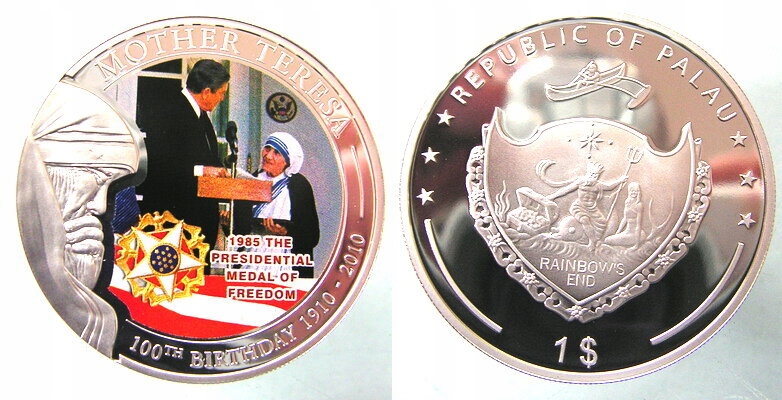 MOTHER TERESA
1985 THE
PRESIDENTIAL
MEDAL OF
FREEDOM
100TH BIRTHDAY 1910 - 2010
REPUBLIC OF PALAU
RAINBOW'S
END
1 $